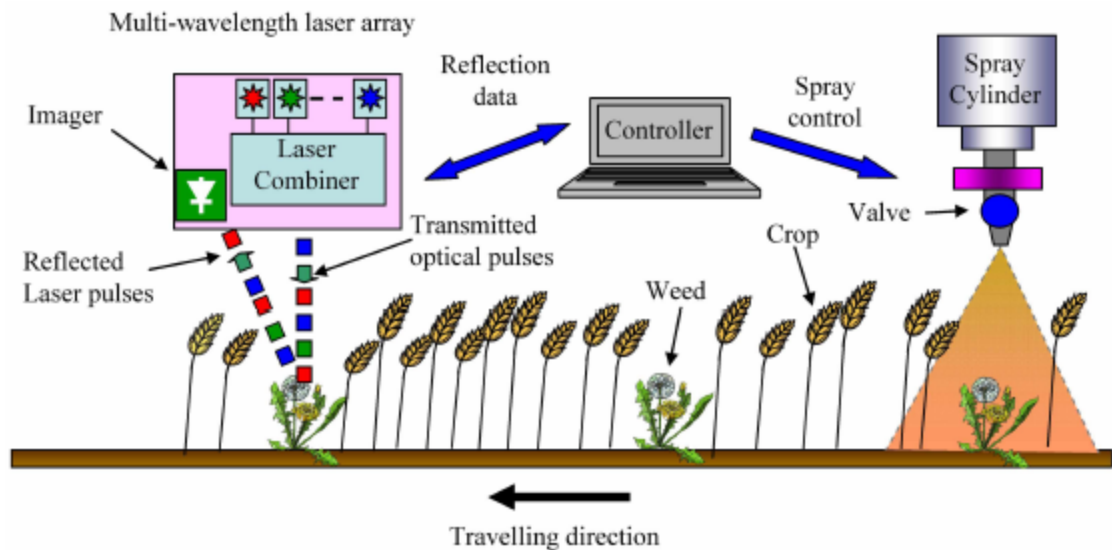 Multi-wavelength laser array
Imager
Laser
Combiner
Reflection
data
Controller
Spray
control
Spray
Cylinder
Valve
Reflected
Laser pulses
Transmitted
optical pulses
Weed
Crop
Travelling direction